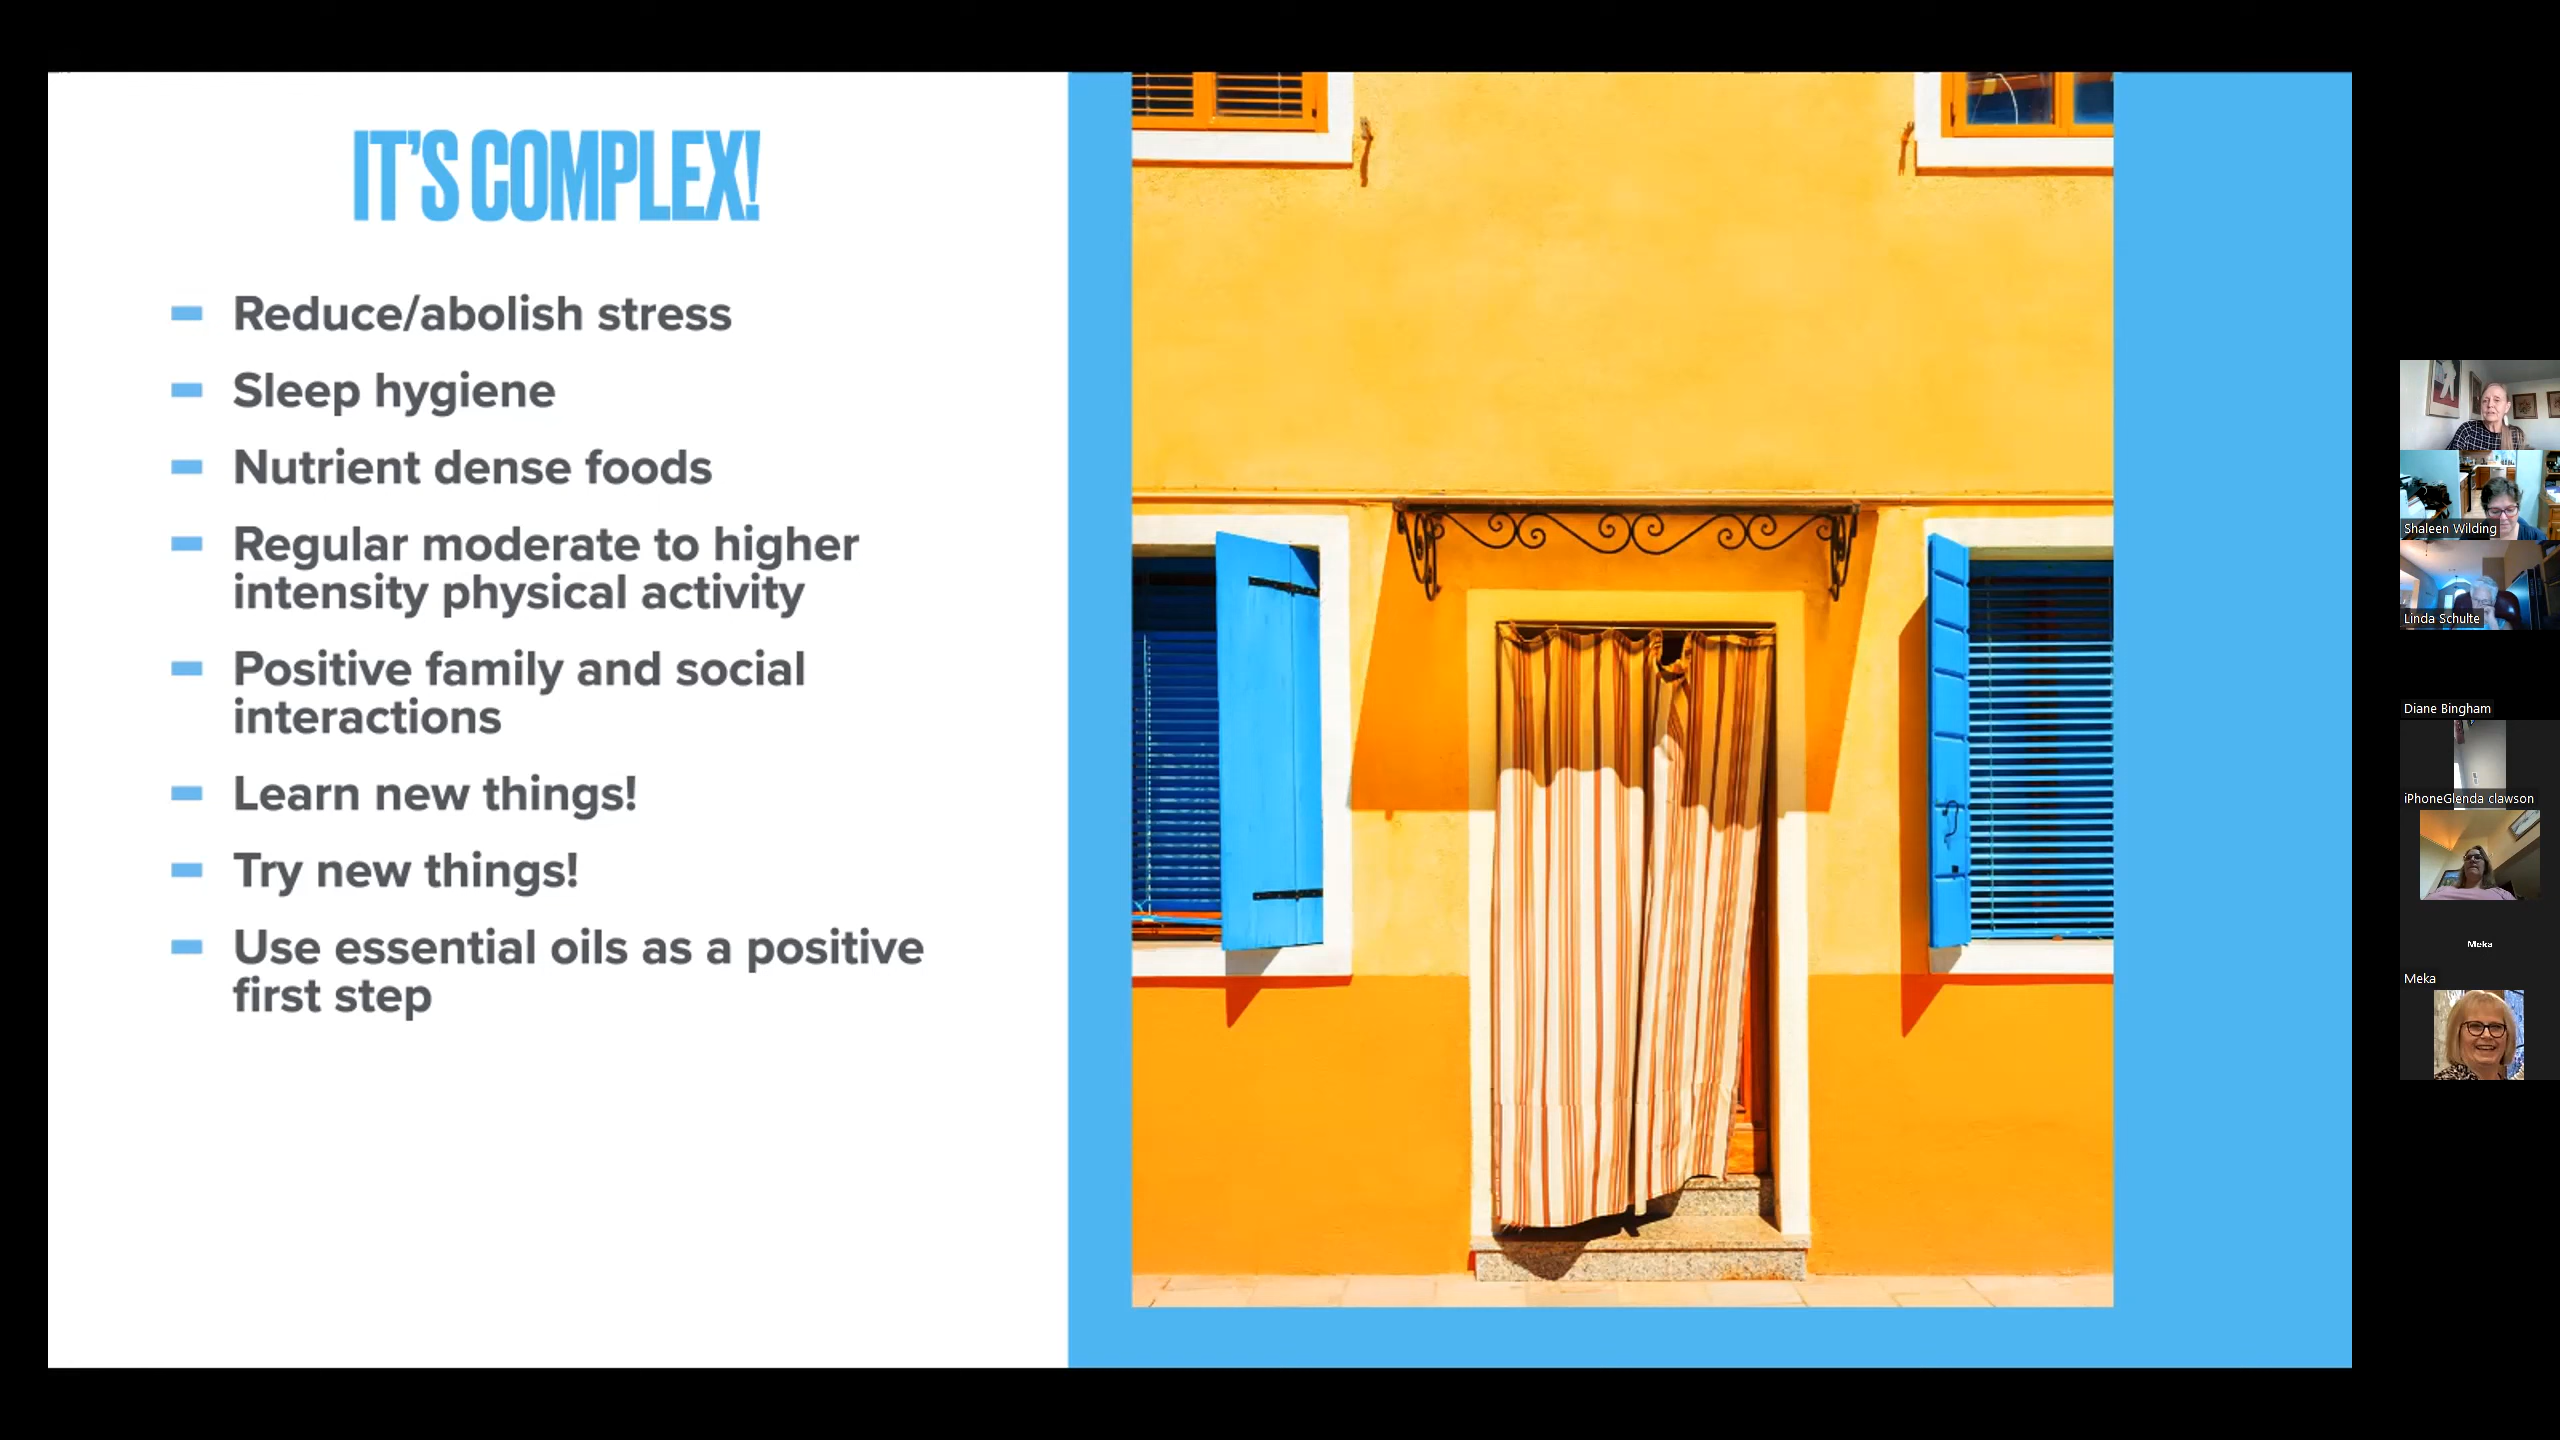 IT'S COMPLEX!
Reduce/abolish stress
Sleep hygiene
Nutrient dense foods
Regular moderate to higher
intensity physical activity
Positive family and social
interactions
Learn new things!
Try new things!
Use essential oils as a positive
first step
Shaleen Wilding
Linda Schulte
Diane Bingham
iPhoneGlenda clawson
Meka
Meka